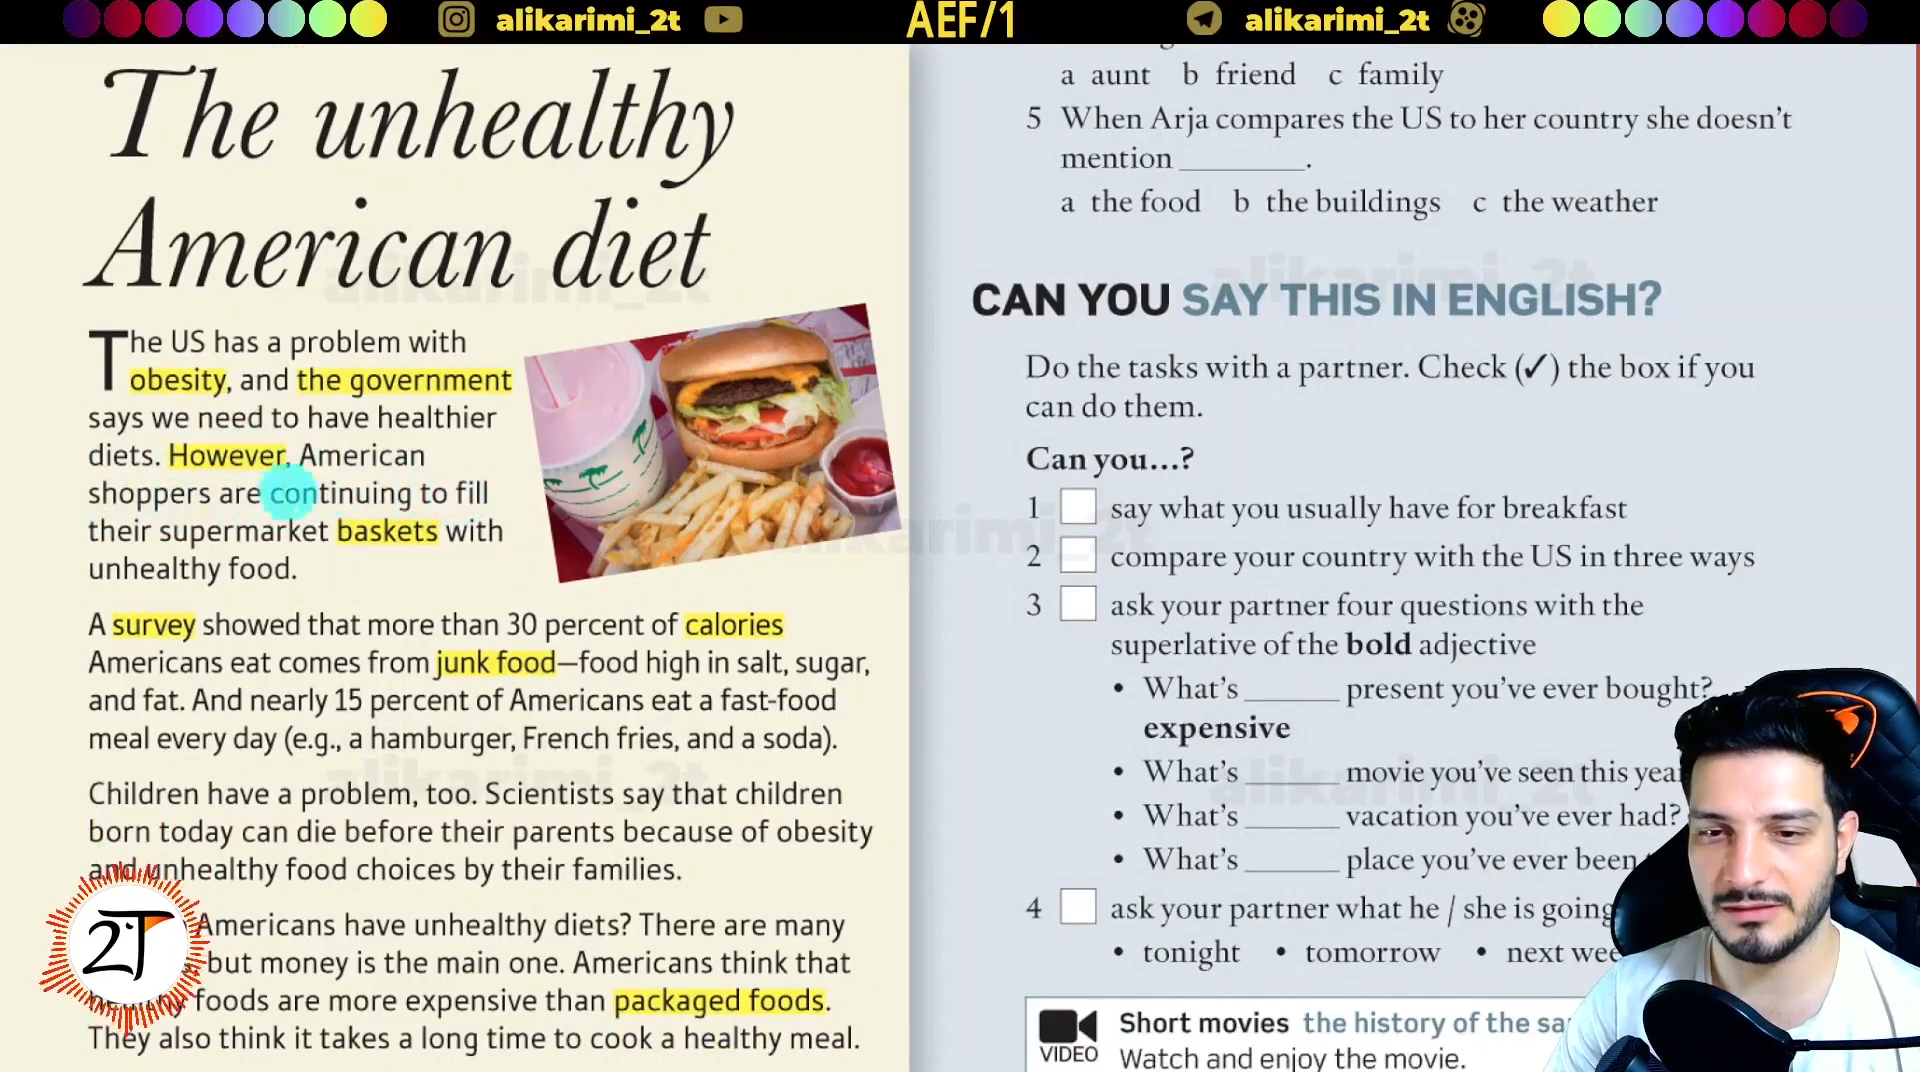 alikarimi_2t
AEF/1
alikarimi_2t
The unhealthy
American diet
The US has a problem with
obesity, and the government
says we need to have healthier
diets. However, American
shoppers are continuing to fill
their supermarket baskets with
unhealthy food.
A survey showed that more than 30 percent of calories
Americans eat comes from junk food—food high in salt, sugar,
and fat. And nearly 15 percent of Americans eat a fast-food
meal every day (e.g., a hamburger, French fries, and a soda).
Children have a problem, too. Scientists say that children
born today can die before their parents because of obesity
and unhealthy food choices by their families.
Americans have unhealthy diets? There are many
but money is the main one. Americans think that
foods are more expensive than packaged foods.
They also think it takes a long time to cook a healthy meal.
2T
a aunt b friend c family
5 When Arja compares the US to her country she doesn't
mention ________.
a the food b the buildings c the weather
CAN YOU SAY THIS IN ENGLISH?
Do the tasks with a partner. Check (✓) the box if you
can do them.
Can you...?
1 say what you usually have for breakfast
2 compare your country with the US in three ways
3 ask your partner four questions with the
superlative of the bold adjective
• What's ______ present you've ever bought?
expensive
• What's ______ movie you've seen this year
• What's ______ vacation you've ever had?
• What's ______ place you've ever been
4 ask your partner what he / she is going
• tonight • tomorrow • next wee
VIDEO
Short movies the history of the sa
Watch and enjoy the movie.
alikarimi_2t
alikarimi_2t
alikarimi_2t
alikarimi_2t
alikarimi_2t